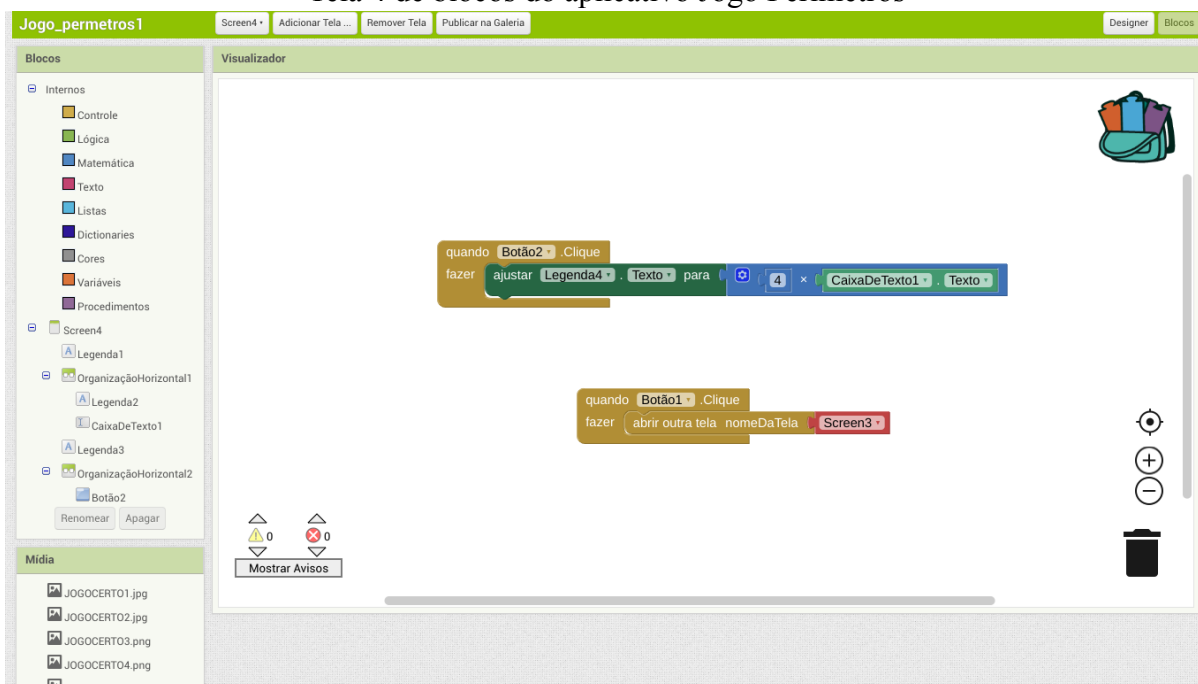 Tela 4 de blocos do aplicativo Jogo Perímetros
Jogo_permetros1
Screen4
Adicionar Tela ...
Remover Tela
Publicar na Galeria
Designer
Blocos
Blocos
Internos
Controle
Lógica
Matemática
Texto
Listas
Dictionaries
Cores
Variáveis
Procedimentos
Screen4
Legenda1
OrganizaçãoHorizontal1
Legenda2
CaixaDeTexto1
Legenda3
OrganizaçãoHorizontal2
Botão2
Renomear
Apagar
Mídia
JOGOCERTO1.jpg
JOGOCERTO2.jpg
JOGOCERTO3.png
JOGOCERTO4.png
Visualizador
quando Botão2 .Clique
fazer ajustar Legenda4 . Texto para 4 × CaixaDeTexto1 . Texto
quando Botão1 .Clique
fazer abrir outra tela nomeDaTela Screen3
0 0
Mostrar Avisos